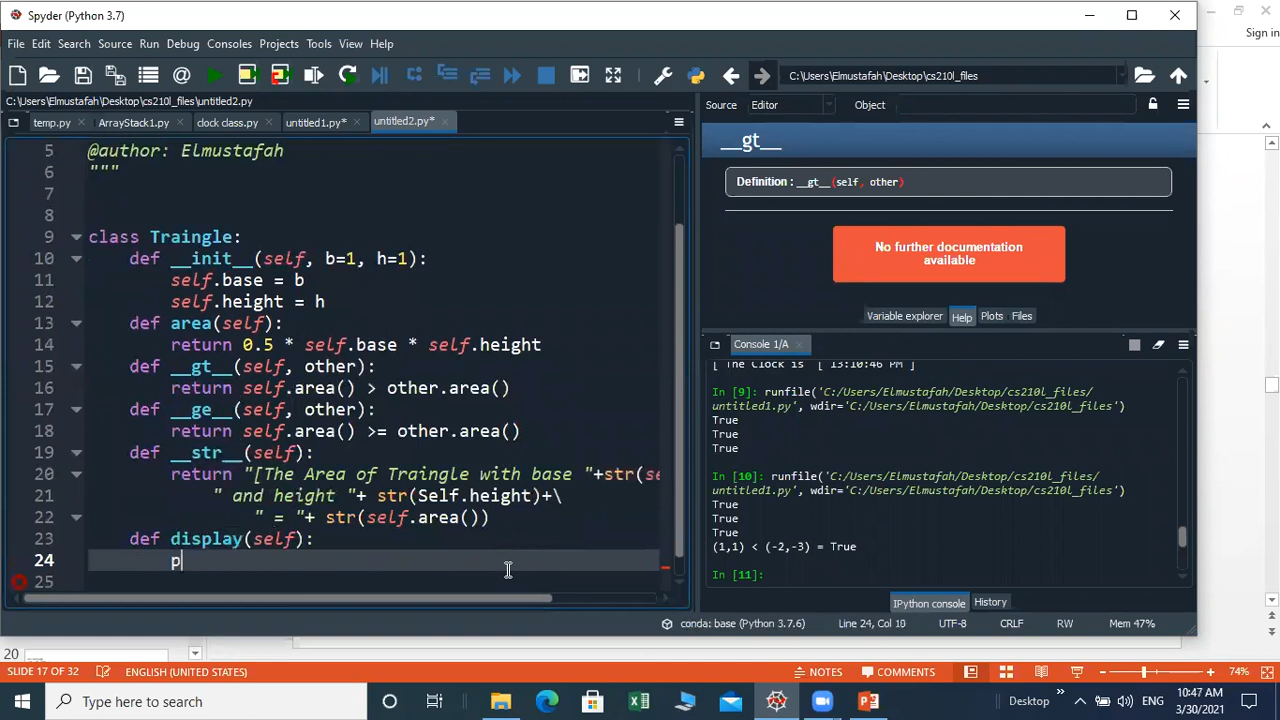 Spyder (Python 3.7)
Sign in
File Edit Search Source Run Debug Consoles Projects Tools View Help
C:\Users\Elmustafah\Desktop\cs210l_files
C:\Users\Elmustafah\Desktop\cs210l_files\untitled2.py
temp.py ArrayStack1.py clock class.py untitled1.py* untitled2.py*
Source Editor Object
5 @author: Elmustafah
6 """
7
8
9 class Traingle:
10 def __init__(self, b=1, h=1):
11 self.base = b
12 self.height = h
13 def area(self):
14 return 0.5 * self.base * self.height
15 def __gt__(self, other):
16 return self.area() > other.area()
17 def __ge__(self, other):
18 return self.area() >= other.area()
19 def __str__(self):
20 return "[The Area of Traingle with base "+str(se
21 " and height "+ str(Self.height)+\
22 " = "+ str(self.area())
23 def display(self):
24 p
25
__gt__
Definition : __gt__(self, other)
No further documentation
available
Variable explorer Help Plots Files
Console 1/A
[ The Clock is [ 13:10:46 PM ]
In [9]: runfile('C:/Users/Elmustafah/Desktop/cs210l_files/
untitled1.py', wdir='C:/Users/Elmustafah/Desktop/cs210l_files')
True
True
True
In [10]: runfile('C:/Users/Elmustafah/Desktop/cs210l_files/
untitled1.py', wdir='C:/Users/Elmustafah/Desktop/cs210l_files')
True
True
True
(1,1) < (-2,-3) = True
In [11]:
IPython console History
conda: base (Python 3.7.6) Line 24, Col 10 UTF-8 CRLF RW Mem 47%
20
SLIDE 17 OF 32 ENGLISH (UNITED STATES) NOTES COMMENTS 74%
Type here to search Desktop ENG 10:47 AM
3/30/2021